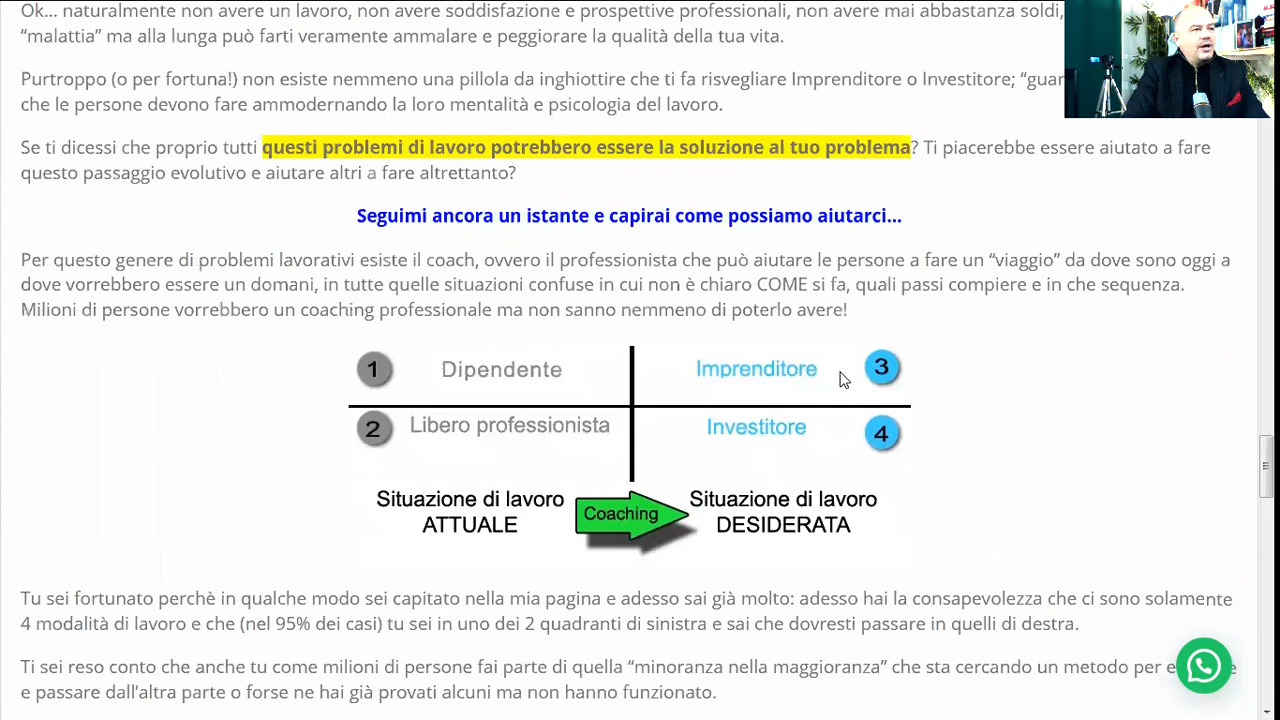 Ok... naturalmente non avere un lavoro, non avere soddisfazione e prospettive professionali, non avere mai abbastanza soldi,
“malattia” ma alla lunga può farti veramente ammalare e peggiorare la qualità della tua vita.
Purtroppo (o per fortuna!) non esiste nemmeno una pillola da inghiottire che ti fa risvegliare Imprenditore o Investitore;
che le persone devono fare ammodernando la loro mentalità e psicologia del lavoro.
Se ti dicessi che proprio tutti questi problemi di lavoro potrebbero essere la soluzione al tuo problema? Ti piacerebbe essere aiutato a fare
questo passaggio evolutivo e aiutare altri a fare altrettanto?
Seguimi ancora un istante e capirai come possiamo aiutarci...
Per questo genere di problemi lavorativi esiste il coach, ovvero il professionista che può aiutare le persone a fare un “viaggio” da dove sono oggi a
dove vorrebbero essere un domani, in tutte quelle situazioni confuse in cui non è chiaro COME si fa, quali passi compiere e in che sequenza.
Milioni di persone vorrebbero un coaching professionale ma non sanno nemmeno di poterlo avere!
1 Dipendente Imprenditore 3
2 Libero professionista Investitore 4
Situazione di lavoro
ATTUALE
Coaching
Situazione di lavoro
DESIDERATA
Tu sei fortunato perchè in qualche modo sei capitato nella mia pagina e adesso sai già molto: adesso hai la consapevolezza che ci sono solamente
4 modalità di lavoro e che (nel 95% dei casi) tu sei in uno dei 2 quadranti di sinistra e sai che dovresti passare in quelli di destra.
Ti sei reso conto che anche tu come milioni di persone fai parte di quella “minoranza nella maggioranza” che sta cercando un metodo per
e passare dall’altra parte o forse ne hai già provati alcuni ma non hanno funzionato.